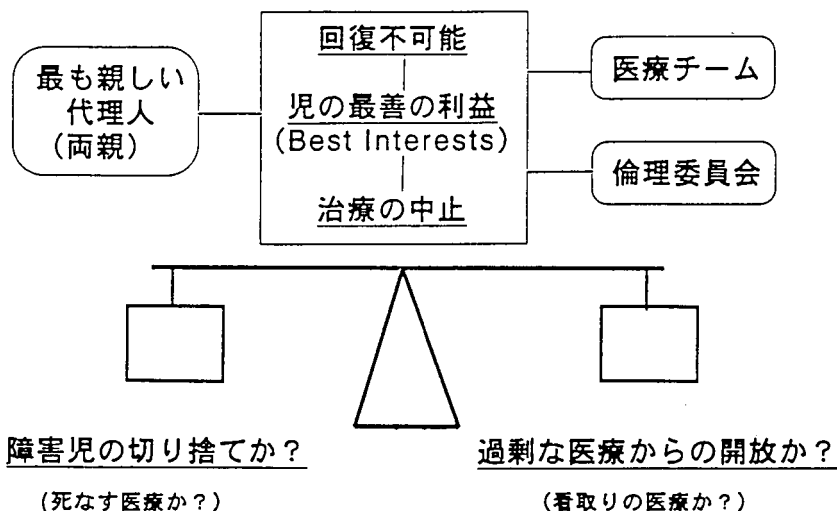 最も親しい
代理人
(両親)
回復不可能
児の最善の利益
(Best Interests)
治療の中止
医療チーム
倫理委員会
障害児の切り捨てか?
(死なす医療か?)
過剰な医療からの開放か?
(看取りの医療か?)